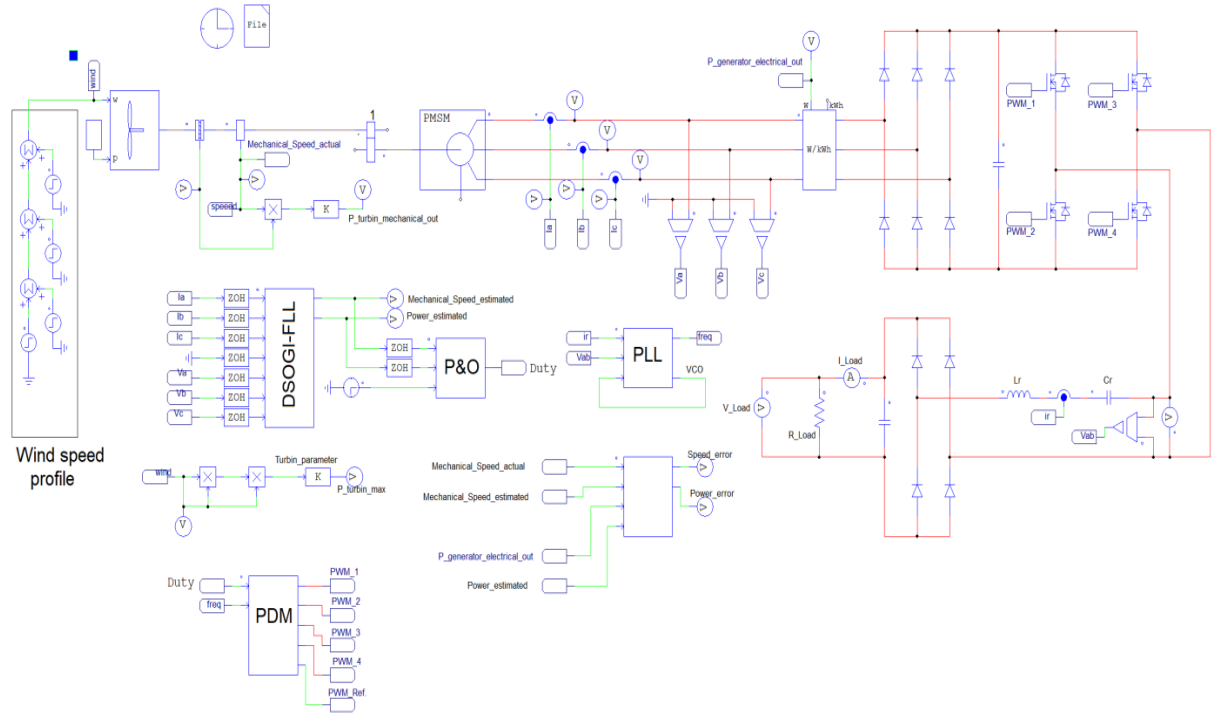 File
wind
w
P
Wind speed
profile
Mechanical_Speed_actual
speeed
K
P_turbin_mechanical_out
V
1
PMSM
V
V
V
Ia
Ib
Ic
Va
Vb
Vc
V
P_generator_electrical_out
W
kWh
W/kWh
PWM_1
PWM_3
PWM_2
PWM_4
Ia
Ib
Ic
Va
Vb
Vc
ZOH
ZOH
ZOH
ZOH
ZOH
ZOH
ZOH
DSOGI-FLL
Mechanical_Speed_estimated
Power_estimated
ZOH
ZOH
P&O
Duty
ir
Vab
PLL
freq
VCO
I_Load
A
V_Load
R_Load
Lr
Cr
ir
Vab
wind
Turbin_parameter
K
P_turbin_max
V
Mechanical_Speed_actual
Mechanical_Speed_estimated
P_generator_electrical_out
Power_estimated
Speed_error
Power_error
Duty
freq
PDM
PWM_1
PWM_2
PWM_3
PWM_4
PWM_Ref.